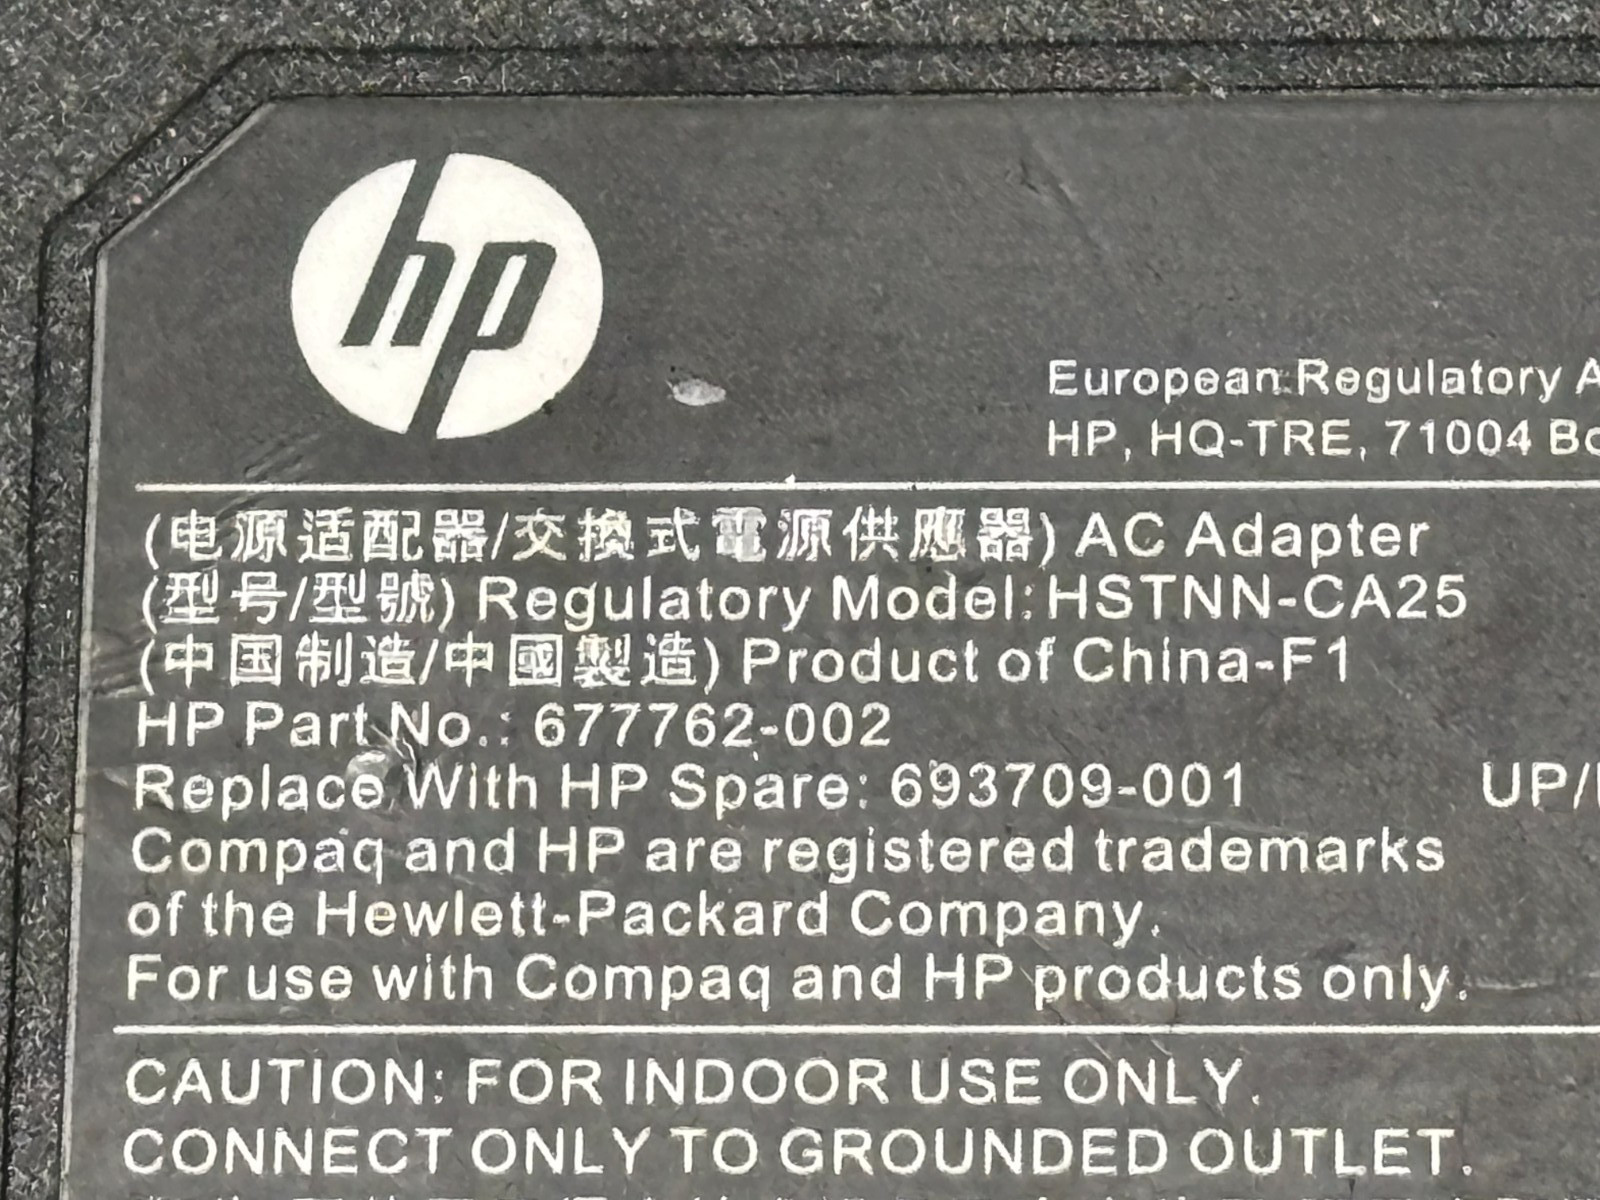 hp
European Regulatory
HP, HQ-TRE, 71004
(电源适配器/交換式電源供應器) AC Adapter
(型号/型號) Regulatory Model: HSTNN-CA25
(中国制造/中國製造) Product of China-F1
HP Part No.: 677762-002
Replace With HP Spare: 693709-001 UP/
Compaq and HP are registered trademarks
of the Hewlett-Packard Company.
For use with Compaq and HP products only.
CAUTION: FOR INDOOR USE ONLY.
CONNECT ONLY TO GROUNDED OUTLET.